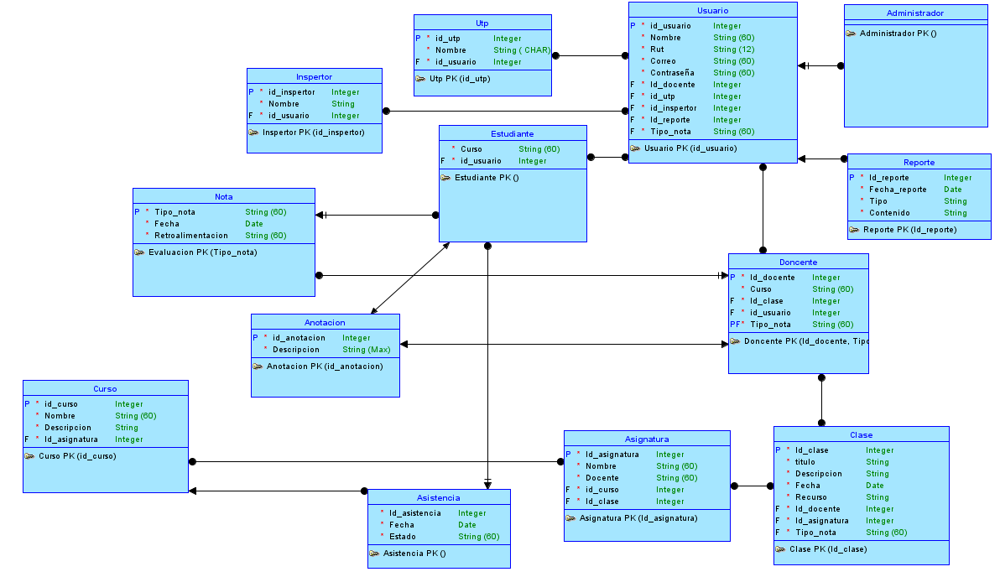 Utp
P * id_utp Integer
* Nombre String ( CHAR)
F * id_usuario Integer
Utp PK (id_utp)
Usuario
P * id_usuario Integer
* Nombre String (60)
* Rut String (12)
* Correo String (60)
* Contraseña String (60)
F * Id_docente Integer
F * id_utp Integer
F * id_inspertor Integer
F * Id_reporte Integer
F * Tipo_nota String (60)
Usuario PK (id_usuario)
Administrador
Administrador PK ()
Inspertor
P * id_inspertor Integer
* Nombre String
F * id_usuario Integer
Inspertor PK (id_inspertor)
Estudiante
* Curso String (60)
F * id_usuario Integer
Estudiante PK ()
Reporte
P * Id_reporte Integer
* Fecha_reporte Date
* Tipo String
* Contenido String
Reporte PK (Id_reporte)
Nota
P * Tipo_nota String (60)
* Fecha Date
* Retroalimentacion String (60)
Evaluacion PK (Tipo_nota)
Doncente
P * Id_docente Integer
* Curso String (60)
F * Id_clase Integer
F * id_usuario Integer
PF* Tipo_nota String (60)
Doncente PK (Id_docente, Tipo
Anotacion
P * id_anotacion Integer
* Descripcion String (Max)
Anotacion PK (id_anotacion)
Curso
P * id_curso Integer
* Nombre String (60)
* Descripcion String
F * Id_asignatura Integer
Curso PK (id_curso)
Asignatura
P * Id_asignatura Integer
* Nombre String (60)
* Docente String (60)
F * id_curso Integer
F * Id_clase Integer
Asignatura PK (Id_asignatura)
Clase
P * Id_clase Integer
* titulo String
* Descripcion String
* Fecha Date
* Recurso String
F * Id_docente Integer
F * Id_asignatura Integer
F * Tipo_nota String (60)
Clase PK (Id_clase)
Asistencia
* Id_asistencia Integer
* Fecha Date
* Estado String (60)
Asistencia PK ()